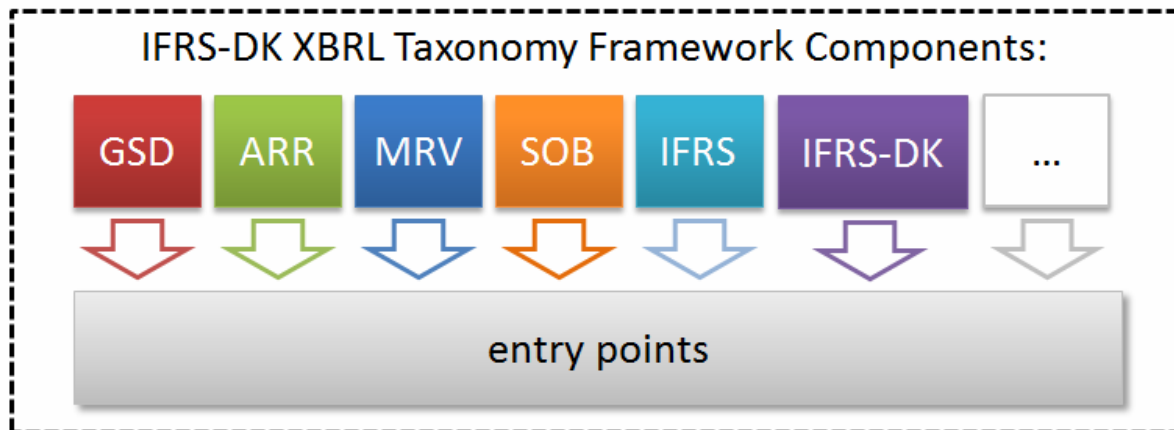 IFRS-DK XBRL Taxonomy Framework Components:
GSD ARR MRV SOB IFRS IFRS-DK ...
entry points